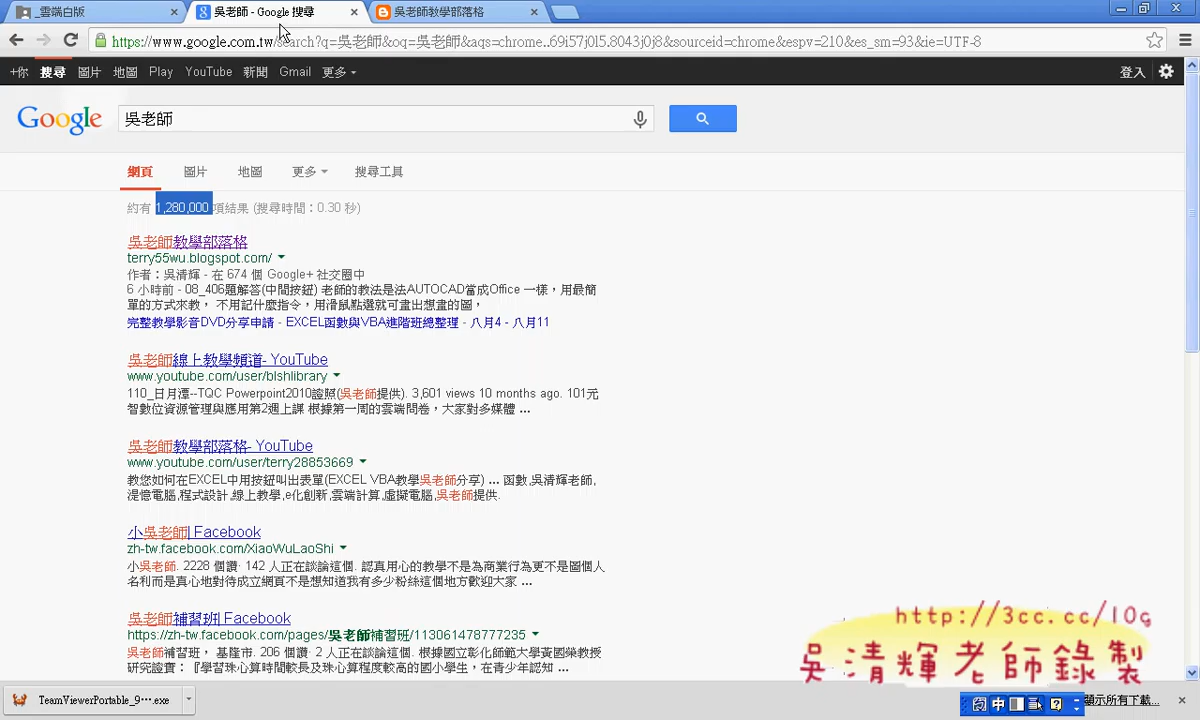 _雲端白版
吳老師 - Google 搜尋
吳老師教學部落格
https://www.google.com.tw/search?q=吳老師&oq=吳老師&aqs=chrome..69i57j0l5.8043j0j8&sourceid=chrome&espv=210&es_sm=93&ie=UTF-8
+你 搜尋 圖片 地圖 Play YouTube 新聞 Gmail 更多
登入
Google
吳老師
網頁 圖片 地圖 更多 搜尋工具
約有 1,280,000 項結果 (搜尋時間：0.30 秒)
吳老師教學部落格
terry55wu.blogspot.com/
作者：吳清輝 - 在 674 個 Google+ 社交圈中
6 小時前 - 08_406題解答(中間按鈕) 老師的教法是法AUTOCAD當成Office 一樣，用最簡
單的方式來教， 不用記什麼指令，用滑鼠點選就可畫出想畫的圖，
完整教學影音DVD分享申請 - EXCEL函數與VBA進階班總整理 - 八月4 - 八月11
吳老師線上教學頻道- YouTube
www.youtube.com/user/blshlibrary
110_日月潭--TQC Powerpoint2010證照(吳老師提供). 3,601 views 10 months ago. 101元
智數位資源管理與應用第2週上課 根據第一周的雲端問卷，大家對多媒體 ...
吳老師教學部落格- YouTube
www.youtube.com/user/terry28853669
教您如何在EXCEL中用按鈕叫出表單(EXCEL VBA教學吳老師分享) ... 函數,吳清輝老師,
湜憶電腦,程式設計,線上教學,e化創新,雲端計算,虛擬電腦,吳老師提供.
小吳老師| Facebook
zh-tw.facebook.com/XiaoWuLaoShi
小吳老師. 2228 個讚· 142 人正在談論這個. 認真用心的教學不是為商業行為更不是圖個人
名利而是真心地對待成立網頁不是想知道我有多少粉絲這個地方歡迎大家 ...
吳老師補習班| Facebook
https://zh-tw.facebook.com/pages/吳老師補習班/113061478777235
吳老師補習班， 基隆市. 206 個讚· 2 人正在談論這個. 根據國立彰化師範大學黃國榮教授
研究證實：『學習珠心算時間較長及珠心算程度較高的國小學生，在青少年認知 ...
http://3cc.cc/10g
吳清輝老師錄製
TeamViewerPortable_9....exe
中
顯示所有下載...